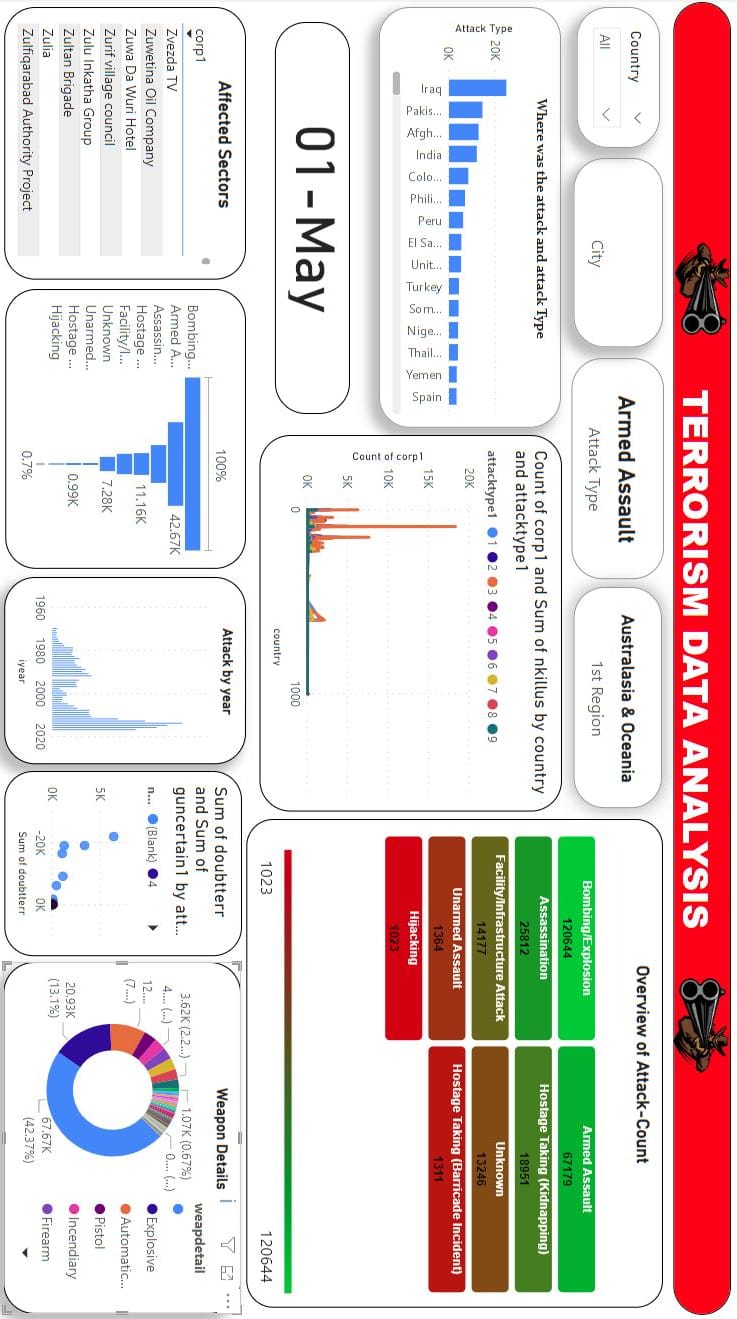 TERRORISM DATA ANALYSIS
Country
All
City
Armed Assault
Attack Type
Australasia & Oceania
1st Region
Where was the attack and attack Type
Attack Type
20K
0K
Iraq
Pakis...
Afgh...
India
Colo...
Phili...
Peru
El Sa...
Unit...
Turkey
Som...
Nige...
Thail...
Yemen
Spain
01-May
Count of corp1 and Sum of nkillus by country
and attacktype1
attacktype1 1 2 3 4 5 6 7 8 9
Count of corp1
20K
15K
10K
5K
0K
0
1000
country
Overview of Attack-Count
Bombing/Explosion
120644
Armed Assault
67179
Assassination
25812
Hostage Taking (Kidnapping)
18951
Facility/Infrastructure Attack
14177
Unknown
13246
Unarmed Assault
1364
Hostage Taking (Barricade Incident)
1311
Hijacking
1023
1023
120644
Affected Sectors
corp1
Zvezda TV
Zuwetina Oil Company
Zuwa Da Wuri Hotel
Zurif village council
Zulu Inkatha Group
Zultan Brigade
Zulia
Zulfiqarabad Authority Project
100%
Bombing...
Armed A...
42.67K
Assassin...
Hostage ...
11.16K
Facility/I...
Unknown
7.28K
Unarmed...
Hostage ...
0.99K
Hijacking
0.7%
Attack by year
1960
1980
2000
2020
iyear
Sum of doubtterr
and Sum of
guncertain1 by att...
n... (Blank) 4
5K
0K
-20K
0K
Sum of doubtterr
Weapon Details
3.62K (2.2...)
4.... (...)
12....
(7....)
20.93K
(13.1%)
1.07K (0.67%)
0.... (...)
67.67K
(42.37%)
weapdetail
Explosive
Automatic...
Pistol
Incendiary
Firearm